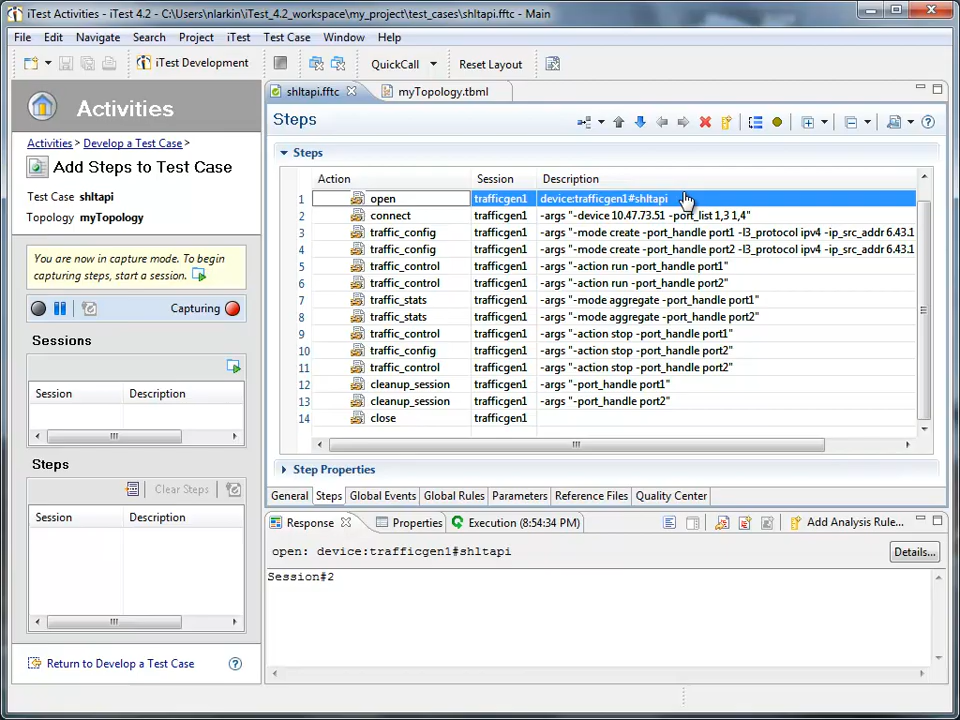 iTest Activities - iTest 4.2 - C:\Users\nlarkin\iTest_4.2_workspace\my_project\test_cases\shltapi.fftc - Main
File Edit Navigate Search Project iTest Test Case Window Help
iTest Development QuickCall Reset Layout
Activities
Activities > Develop a Test Case >
Add Steps to Test Case
Test Case shltapi
Topology myTopology
You are now in capture mode. To begin
capturing steps, start a session.
Capturing
Sessions
Session Description
Steps
Clear Steps
Session Description
Return to Develop a Test Case
shltapi.fftc myTopology.tbml
Steps
Steps
Action Session Description
1 open trafficgen1 device:trafficgen1#shltapi
2 connect trafficgen1 -args "-device 10.47.73.51 -port_list 1,3 1,4"
3 traffic_config trafficgen1 -args "-mode create -port_handle port1 -l3_protocol ipv4 -ip_src_addr 6.43.1
4 traffic_config trafficgen1 -args "-mode create -port_handle port2 -l3_protocol ipv4 -ip_src_addr 6.43.1
5 traffic_control trafficgen1 -args "-action run -port_handle port1"
6 traffic_control trafficgen1 -args "-action run -port_handle port2"
7 traffic_stats trafficgen1 -args "-mode aggregate -port_handle port1"
8 traffic_stats trafficgen1 -args "-mode aggregate -port_handle port2"
9 traffic_control trafficgen1 -args "-action stop -port_handle port1"
10 traffic_config trafficgen1 -args "-action stop -port_handle port2"
11 traffic_control trafficgen1 -args "-action stop -port_handle port2"
12 cleanup_session trafficgen1 -args "-port_handle port1"
13 cleanup_session trafficgen1 -args "-port_handle port2"
14 close trafficgen1
Step Properties
General Steps Global Events Global Rules Parameters Reference Files Quality Center
Response Properties Execution (8:54:34 PM) Add Analysis Rule...
open: device:trafficgen1#shltapi Details...
Session#2